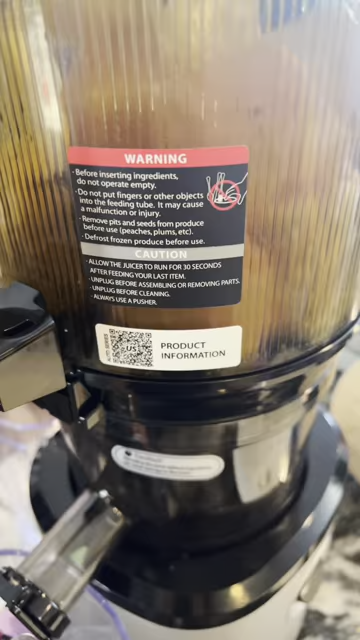 WARNING
· Before inserting ingredients,
do not operate empty.
· Do not put fingers or other objects
into the feeding tube. It may cause
a malfunction or injury.
· Remove pits and seeds from produce
before use (peaches, plums, etc).
· Defrost frozen produce before use.
CAUTION
· ALLOW THE JUICER TO RUN FOR 30 SECONDS
AFTER FEEDING YOUR LAST ITEM.
· UNPLUG BEFORE ASSEMBLING OR REMOVING PARTS.
· UNPLUG BEFORE CLEANING.
· ALWAYS USE A PUSHER.
US
PRODUCT
INFORMATION